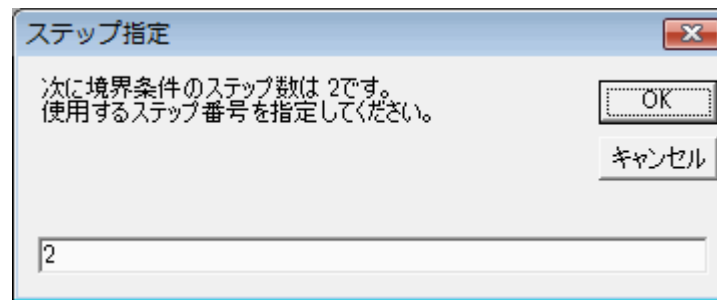 ステップ指定
次に境界条件のステップ数は 2です。
使用するステップ番号を指定してください。
OK
キャンセル
2